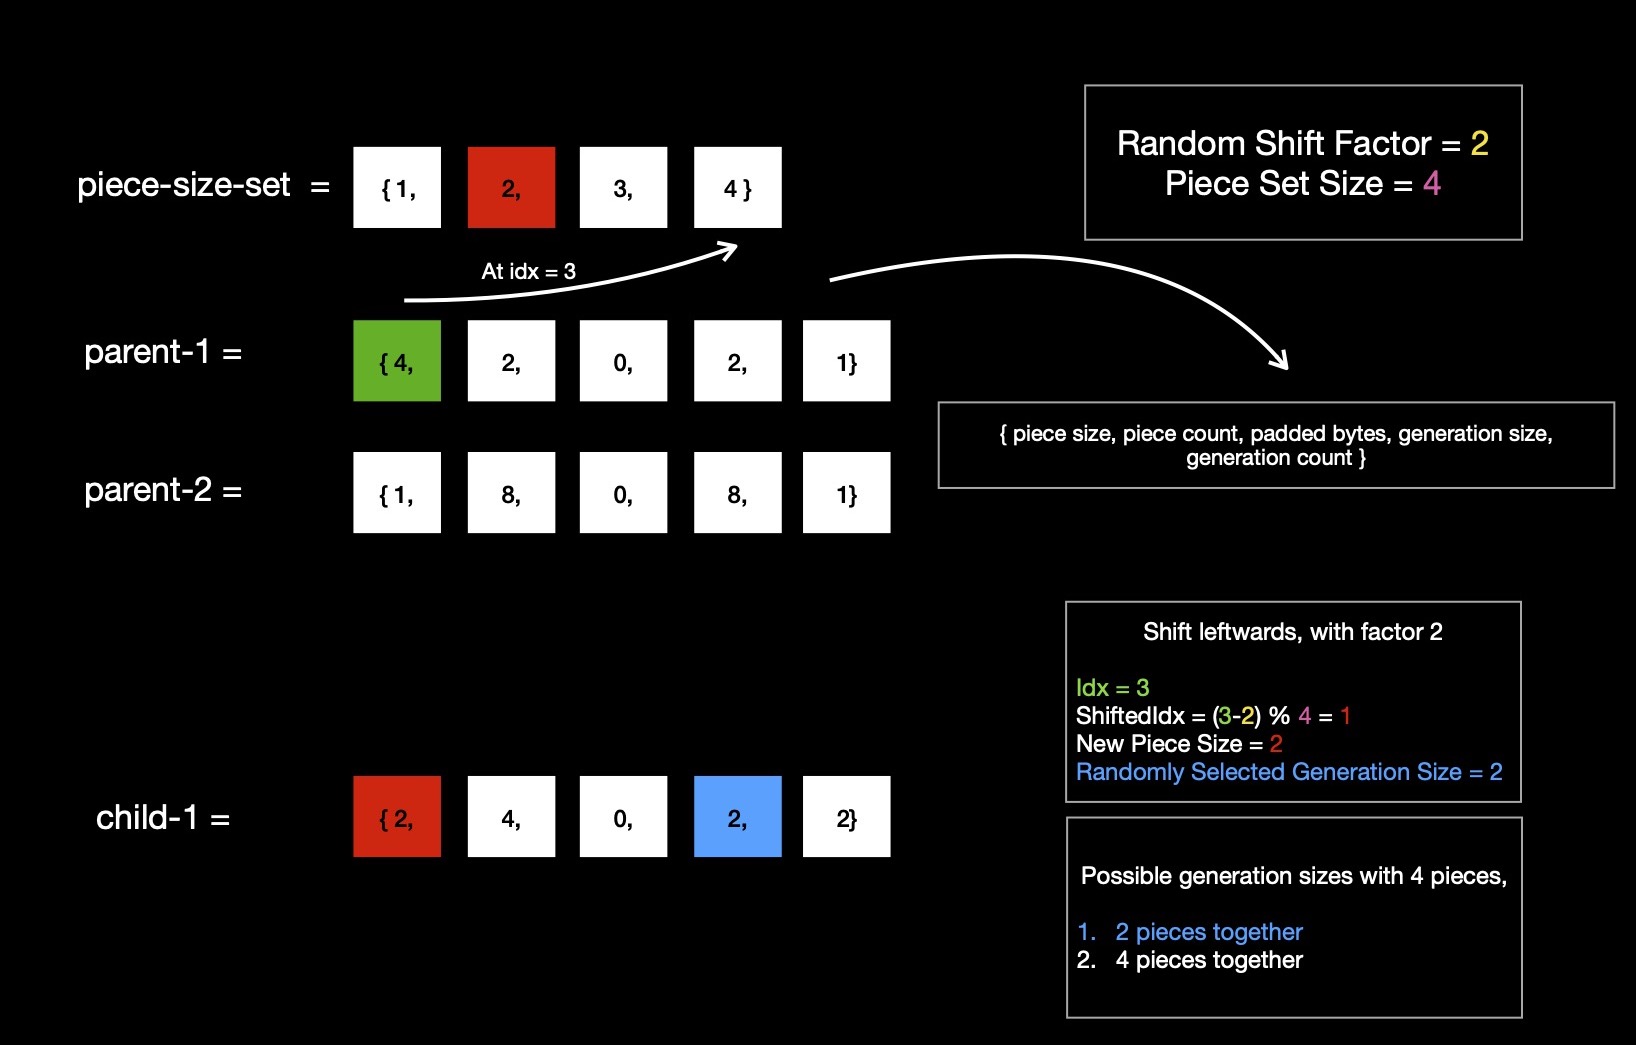 Random Shift Factor = 2
Piece Set Size = 4
piece-size-set = { 1, 2, 3, 4 }
At idx = 3
parent-1 = { 4, 2, 0, 2, 1}
{ piece size, piece count, padded bytes, generation size,
generation count }
parent-2 = { 1, 8, 0, 8, 1}
Shift leftwards, with factor 2
Idx = 3
ShiftedIdx = (3-2) % 4 = 1
New Piece Size = 2
Randomly Selected Generation Size = 2
child-1 = { 2, 4, 0, 2, 2}
Possible generation sizes with 4 pieces,
1. 2 pieces together
2. 4 pieces together